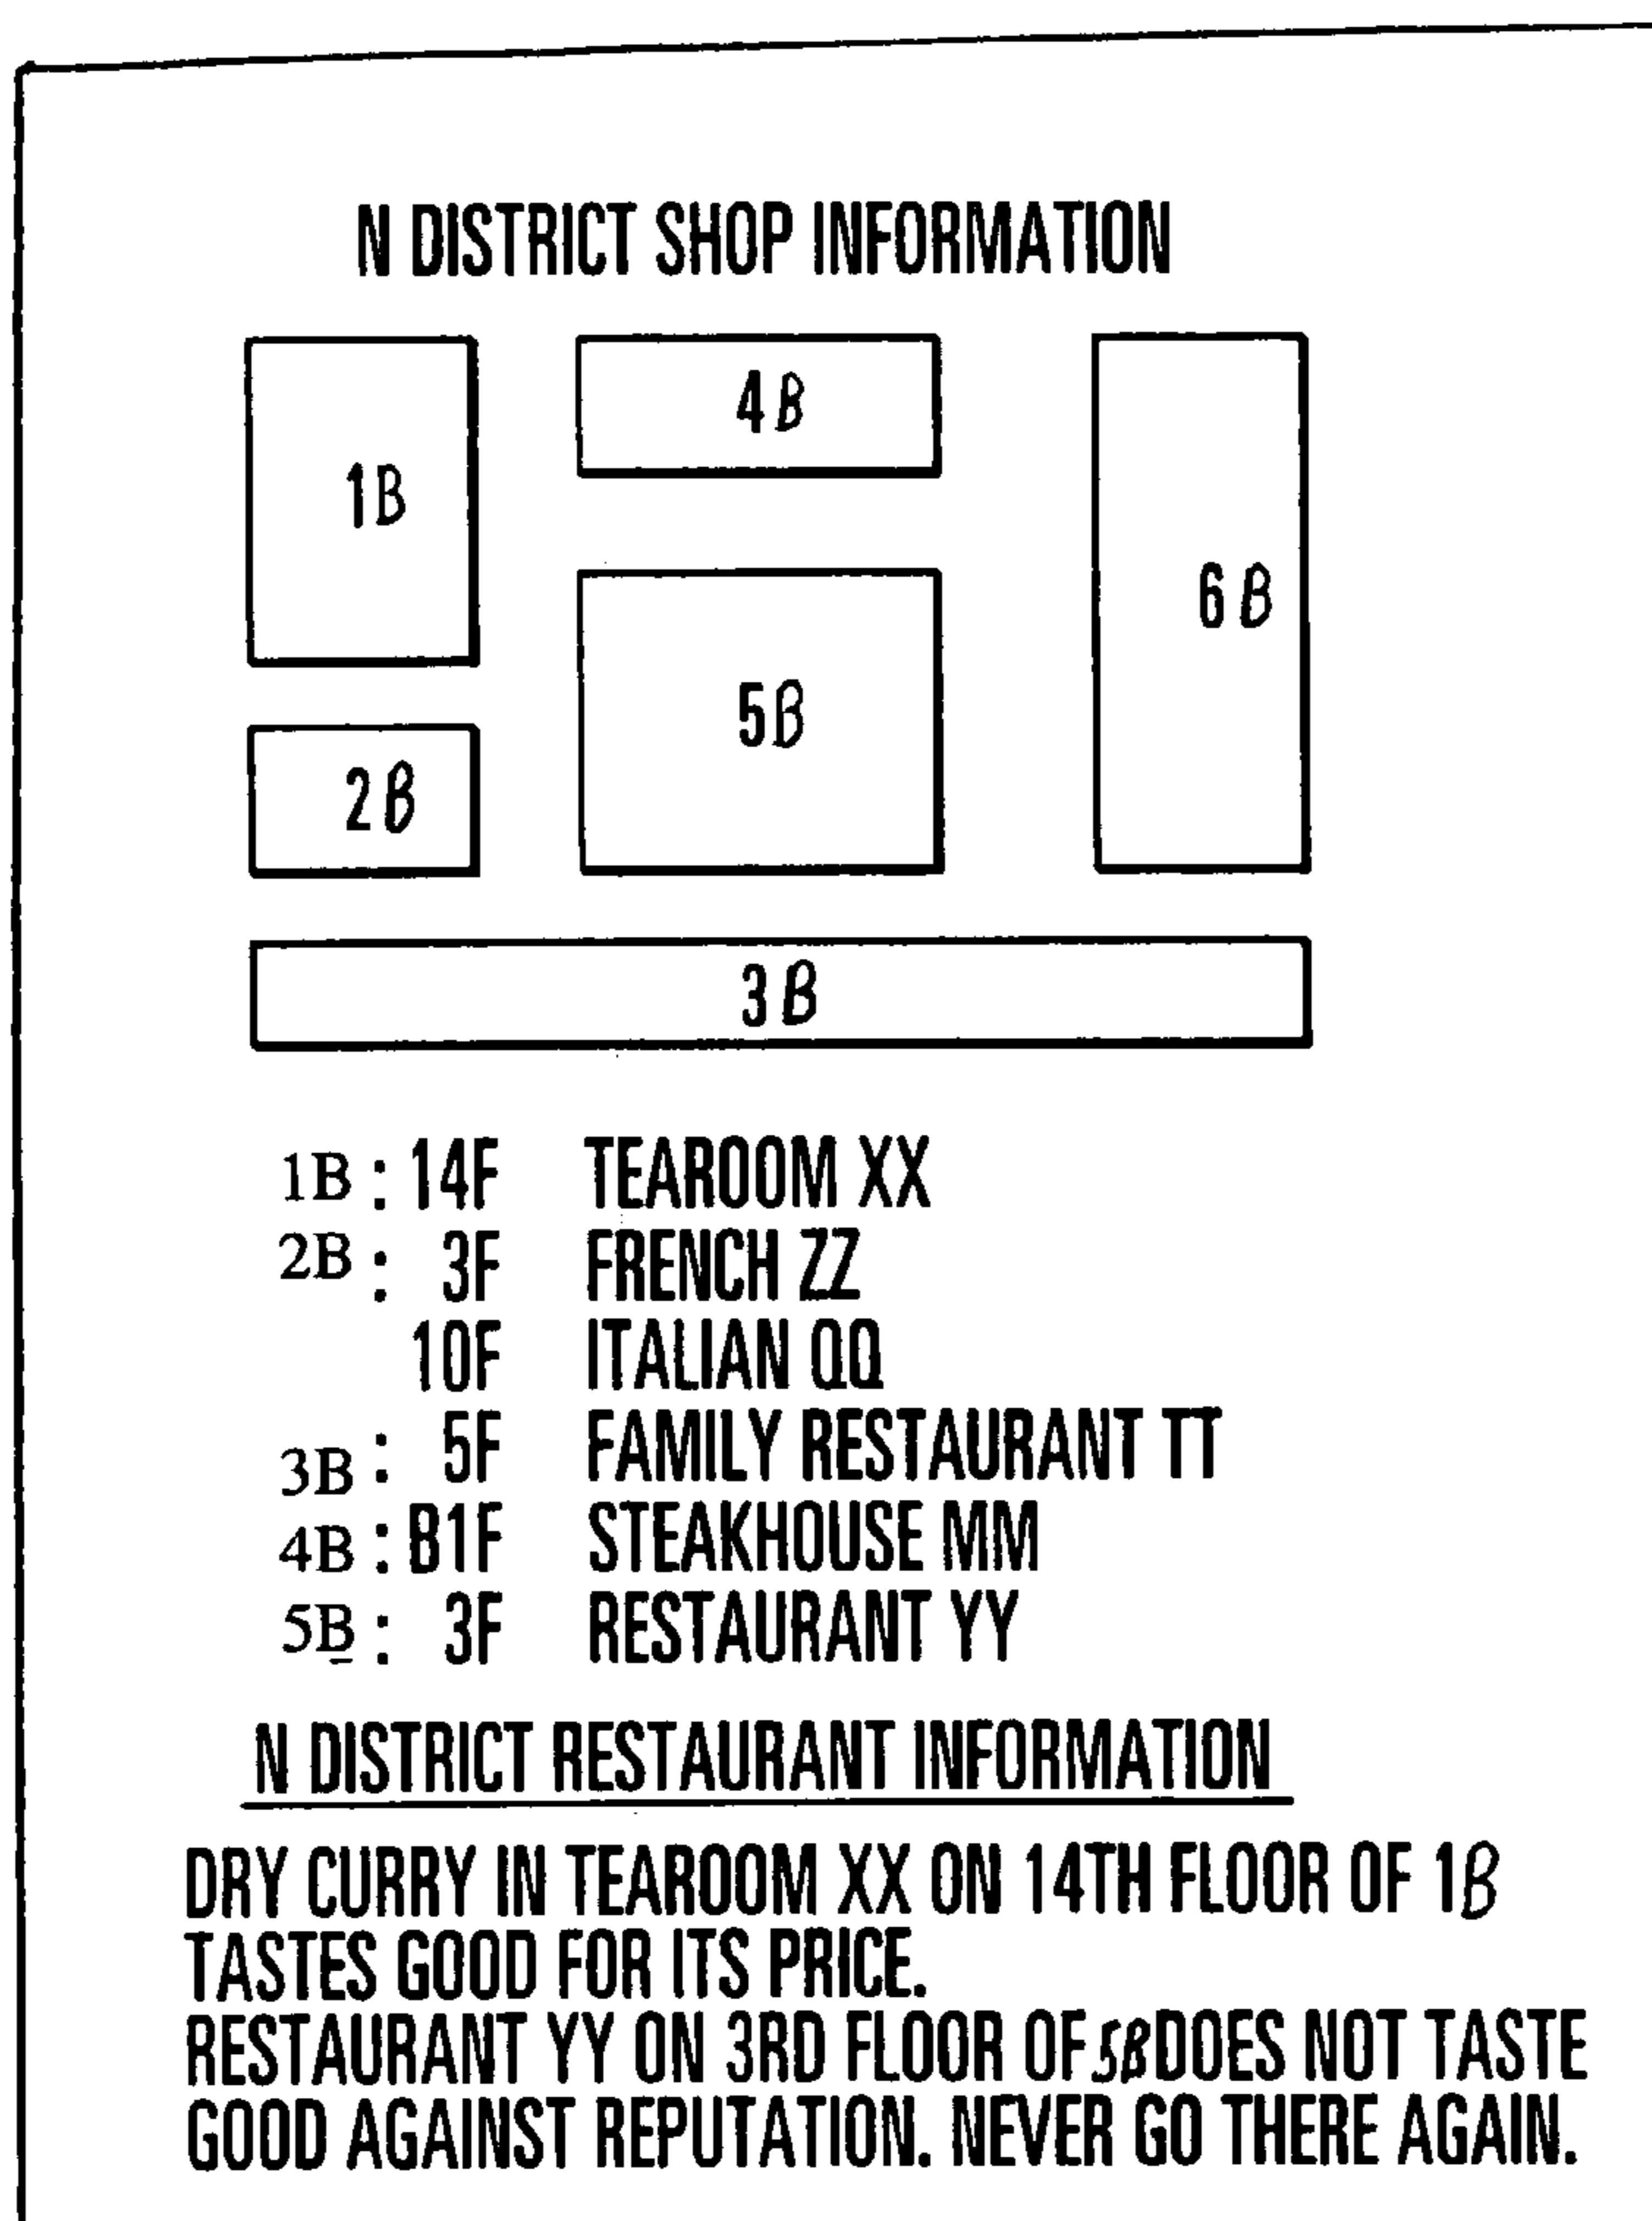 N DISTRICT SHOP INFORMATION
1B
4B
6B
5B
2B
3B
1B : 14F TEAROOM XX
2B : 3F FRENCH ZZ
10F ITALIAN QQ
3B : 5F FAMILY RESTAURANT TT
4B : B1F STEAKHOUSE MM
5B : 3F RESTAURANT YY
N DISTRICT RESTAURANT INFORMATION
DRY CURRY IN TEAROOM XX ON 14TH FLOOR OF 1B
TASTES GOOD FOR ITS PRICE.
RESTAURANT YY ON 3RD FLOOR OF 5B DOES NOT TASTE
GOOD AGAINST REPUTATION. NEVER GO THERE AGAIN.